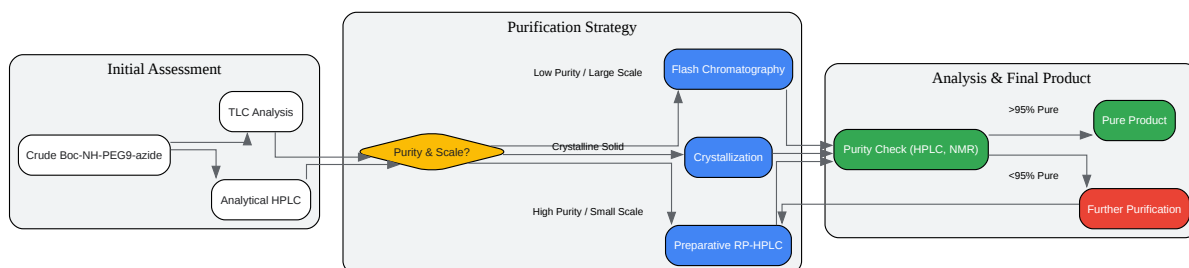 Initial Assessment
Crude Boc-NH-PEG9-azide
TLC Analysis
Analytical HPLC
Purification Strategy
Purity & Scale?
Low Purity / Large Scale
Crystalline Solid
High Purity / Small Scale
Flash Chromatography
Crystallization
Preparative RP-HPLC
Analysis & Final Product
Purity Check (HPLC, NMR)
>95% Pure
<95% Pure
Pure Product
Further Purification